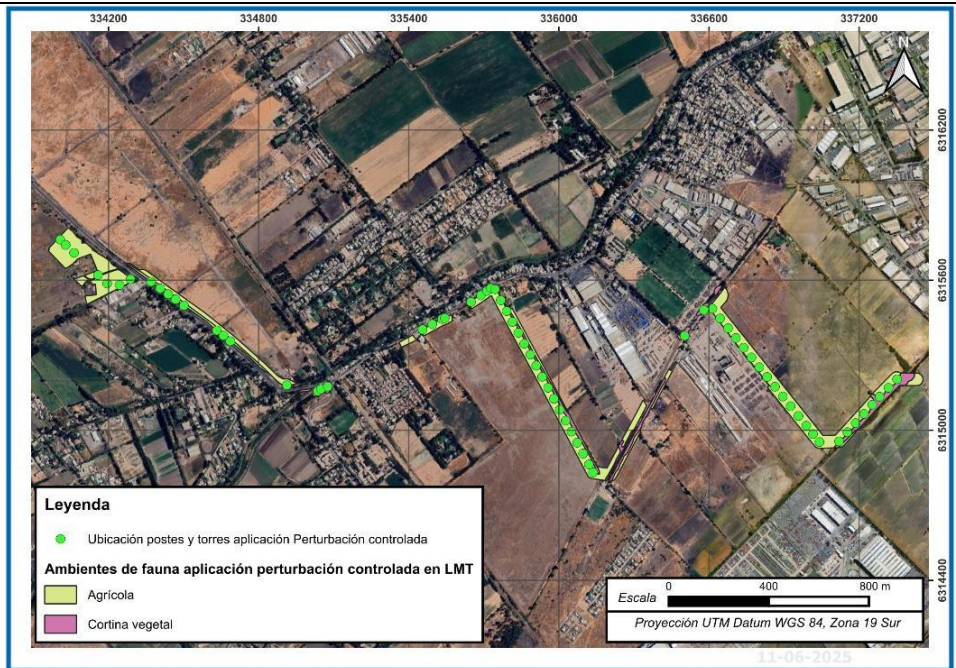 334200 334800 335400 336000 336600 337200
N
6316200
6315600
6315000
6314400
Leyenda
Ubicación postes y torres aplicación Perturbación controlada
Ambientes de fauna aplicación perturbación controlada en LMT
Agrícola
Cortina vegetal
0 400 800 m
Escala
Proyección UTM Datum WGS 84, Zona 19 Sur
11-06-2025